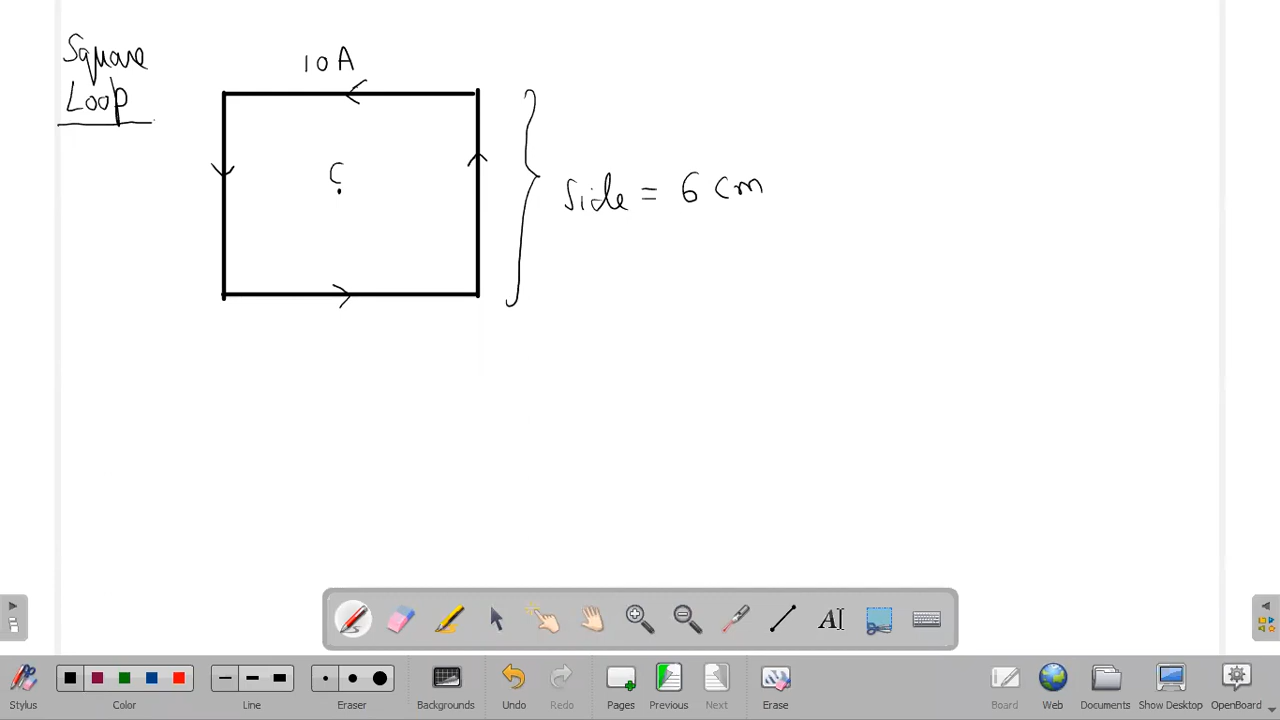 Square
Loop
10 A
C
Side = 6 cm
Stylus
Color
Line
Eraser
Backgrounds
Undo
Redo
Pages
Previous
Next
Erase
Board
Web
Documents
Show Desktop
OpenBoard